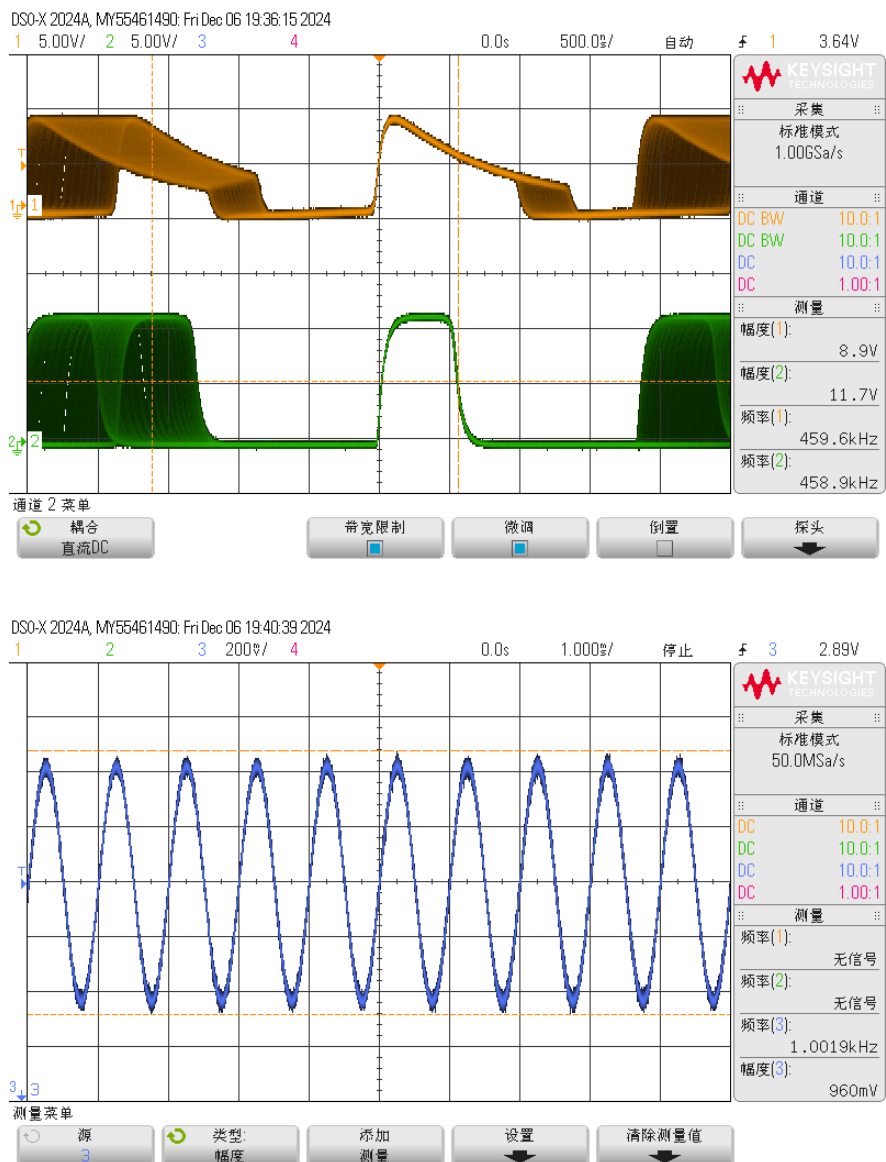 DSO-X 2024A, MY55461490: Fri Dec 06 19:36:15 2024
1 5.00V/ 2 5.00V/ 3 4 0.0s 500.0ns/ 自动 1 3.64V
KEYSIGHT
TECHNOLOGIES
采集
标准模式
1.00GSa/s
通道
DC BW 10.0:1
DC BW 10.0:1
DC 10.0:1
DC 1.00:1
测量
幅度(1):
8.9V
幅度(2):
11.7V
频率(1):
459.6kHz
频率(2):
458.9kHz
T
1 1
2 2
通道 2 菜单
耦合 带宽限制 微调 倒置 探头
直流DC
DSO-X 2024A, MY55461490: Fri Dec 06 19:40:39 2024
1 2 3 200mV/ 4 0.0s 1.000ms/ 停止 3 2.89V
KEYSIGHT
TECHNOLOGIES
采集
标准模式
50.0MSa/s
通道
DC 10.0:1
DC 10.0:1
DC 10.0:1
DC 1.00:1
测量
频率(1):
无信号
频率(2):
无信号
频率(3):
1.0019kHz
幅度(3):
960mV
T
3 3
测量菜单
源 类型: 添加 设置 清除测量值
3 幅度 测量